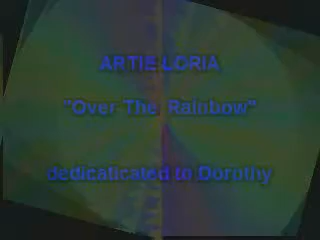 ARTIE LORIA
"Over The Rainbow"
dedicaticated to Dorothy